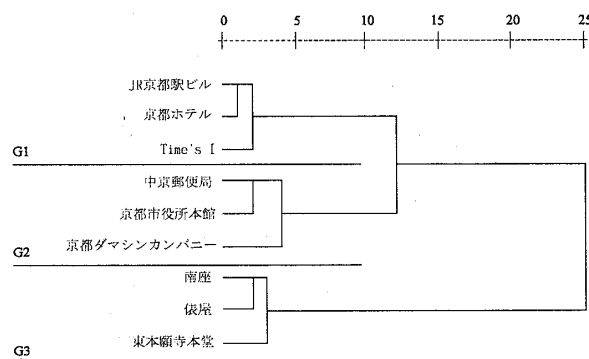 0 5 10 15 20 25
JR京都駅ビル
京都ホテル
Time's I
G1
中京郵便局
京都市役所本館
京都ダマシンカンパニー
G2
南座
俵屋
東本願寺本堂
G3